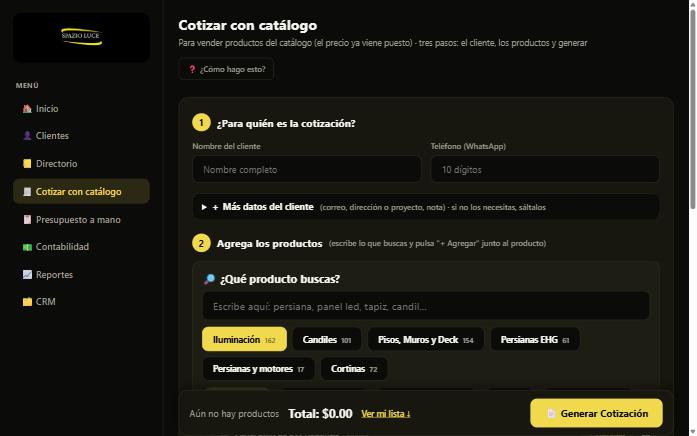 SPAZIO LUCE
MENÚ
Inicio
Clientes
Directorio
Cotizar con catálogo
Presupuesto a mano
Contabilidad
Reportes
CRM
Cotizar con catálogo
Para vender productos del catálogo (el precio ya viene puesto) · tres pasos: el cliente, los productos y generar
❓ ¿Cómo hago esto?
1 ¿Para quién es la cotización?
Nombre del cliente
Teléfono (WhatsApp)
Nombre completo
10 dígitos
▶ + Más datos del cliente (correo, dirección o proyecto, nota) · si no los necesitas, sáltalos
2 Agrega los productos (escribe lo que buscas y pulsa "+ Agregar" junto al producto)
¿Qué producto buscas?
Escribe aquí: persiana, panel led, tapiz, candil...
Iluminación 162
Candiles 101
Pisos, Muros y Deck 154
Persianas EHG 61
Persianas y motores 17
Cortinas 72
Aún no hay productos Total: $0.00 Ver mi lista ↓
Generar Cotización